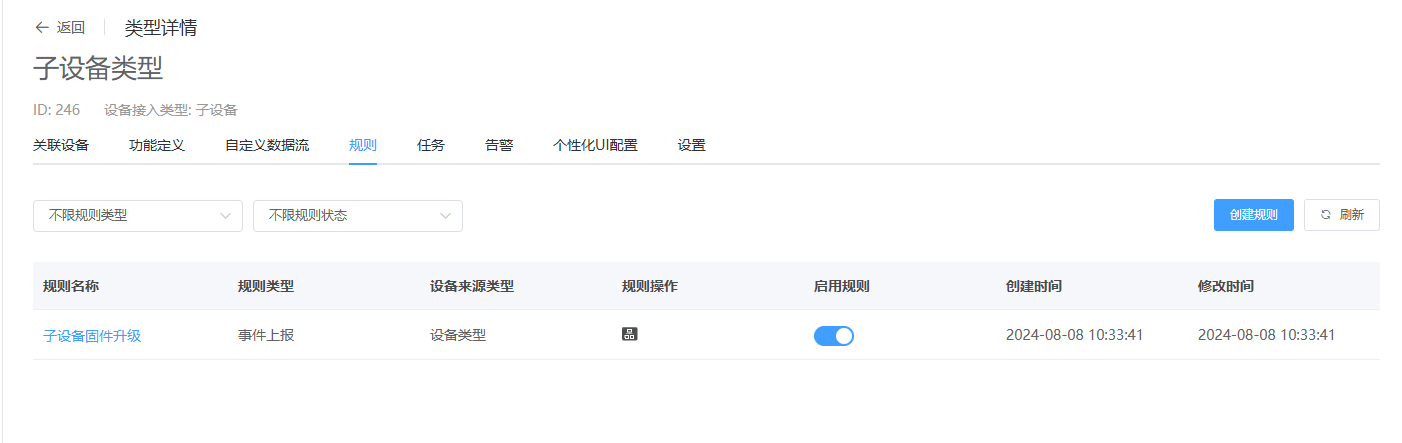 返回 类型详情
子设备类型
ID: 246 设备接入类型: 子设备
关联设备 功能定义 自定义数据流 规则 任务 告警 个性化UI配置 设置
不限规则类型 不限规则状态 创建规则 刷新
规则名称 规则类型 设备来源类型 规则操作 启用规则 创建时间 修改时间
子设备固件升级 事件上报 设备类型 2024-08-08 10:33:41 2024-08-08 10:33:41